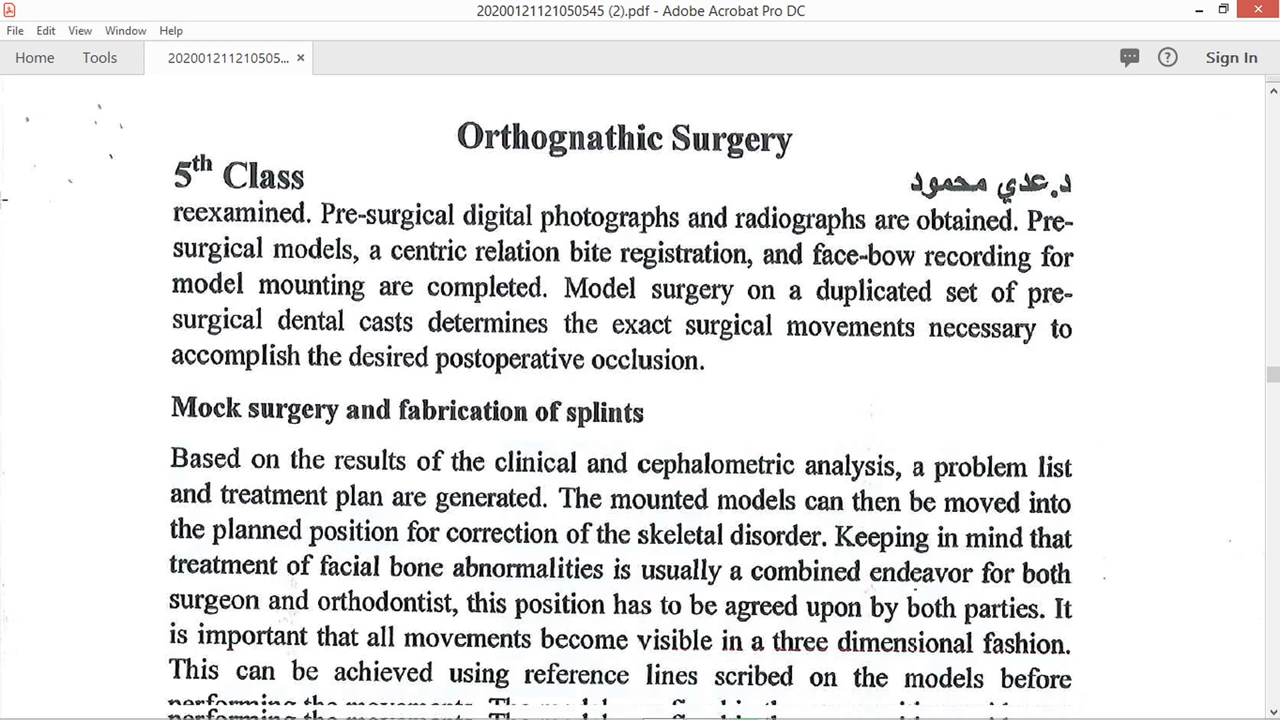 20200121121050545 (2).pdf - Adobe Acrobat Pro DC
File Edit View Window Help
Home Tools 202001211210505... × Sign In
Orthognathic Surgery
5th Class
د.عدي محمود
reexamined. Pre-surgical digital photographs and radiographs are obtained. Pre-
surgical models, a centric relation bite registration, and face-bow recording for
model mounting are completed. Model surgery on a duplicated set of pre-
surgical dental casts determines the exact surgical movements necessary to
accomplish the desired postoperative occlusion.
Mock surgery and fabrication of splints
Based on the results of the clinical and cephalometric analysis, a problem list
and treatment plan are generated. The mounted models can then be moved into
the planned position for correction of the skeletal disorder. Keeping in mind that
treatment of facial bone abnormalities is usually a combined endeavor for both
surgeon and orthodontist, this position has to be agreed upon by both parties. It
is important that all movements become visible in a three dimensional fashion.
This can be achieved using reference lines scribed on the models before